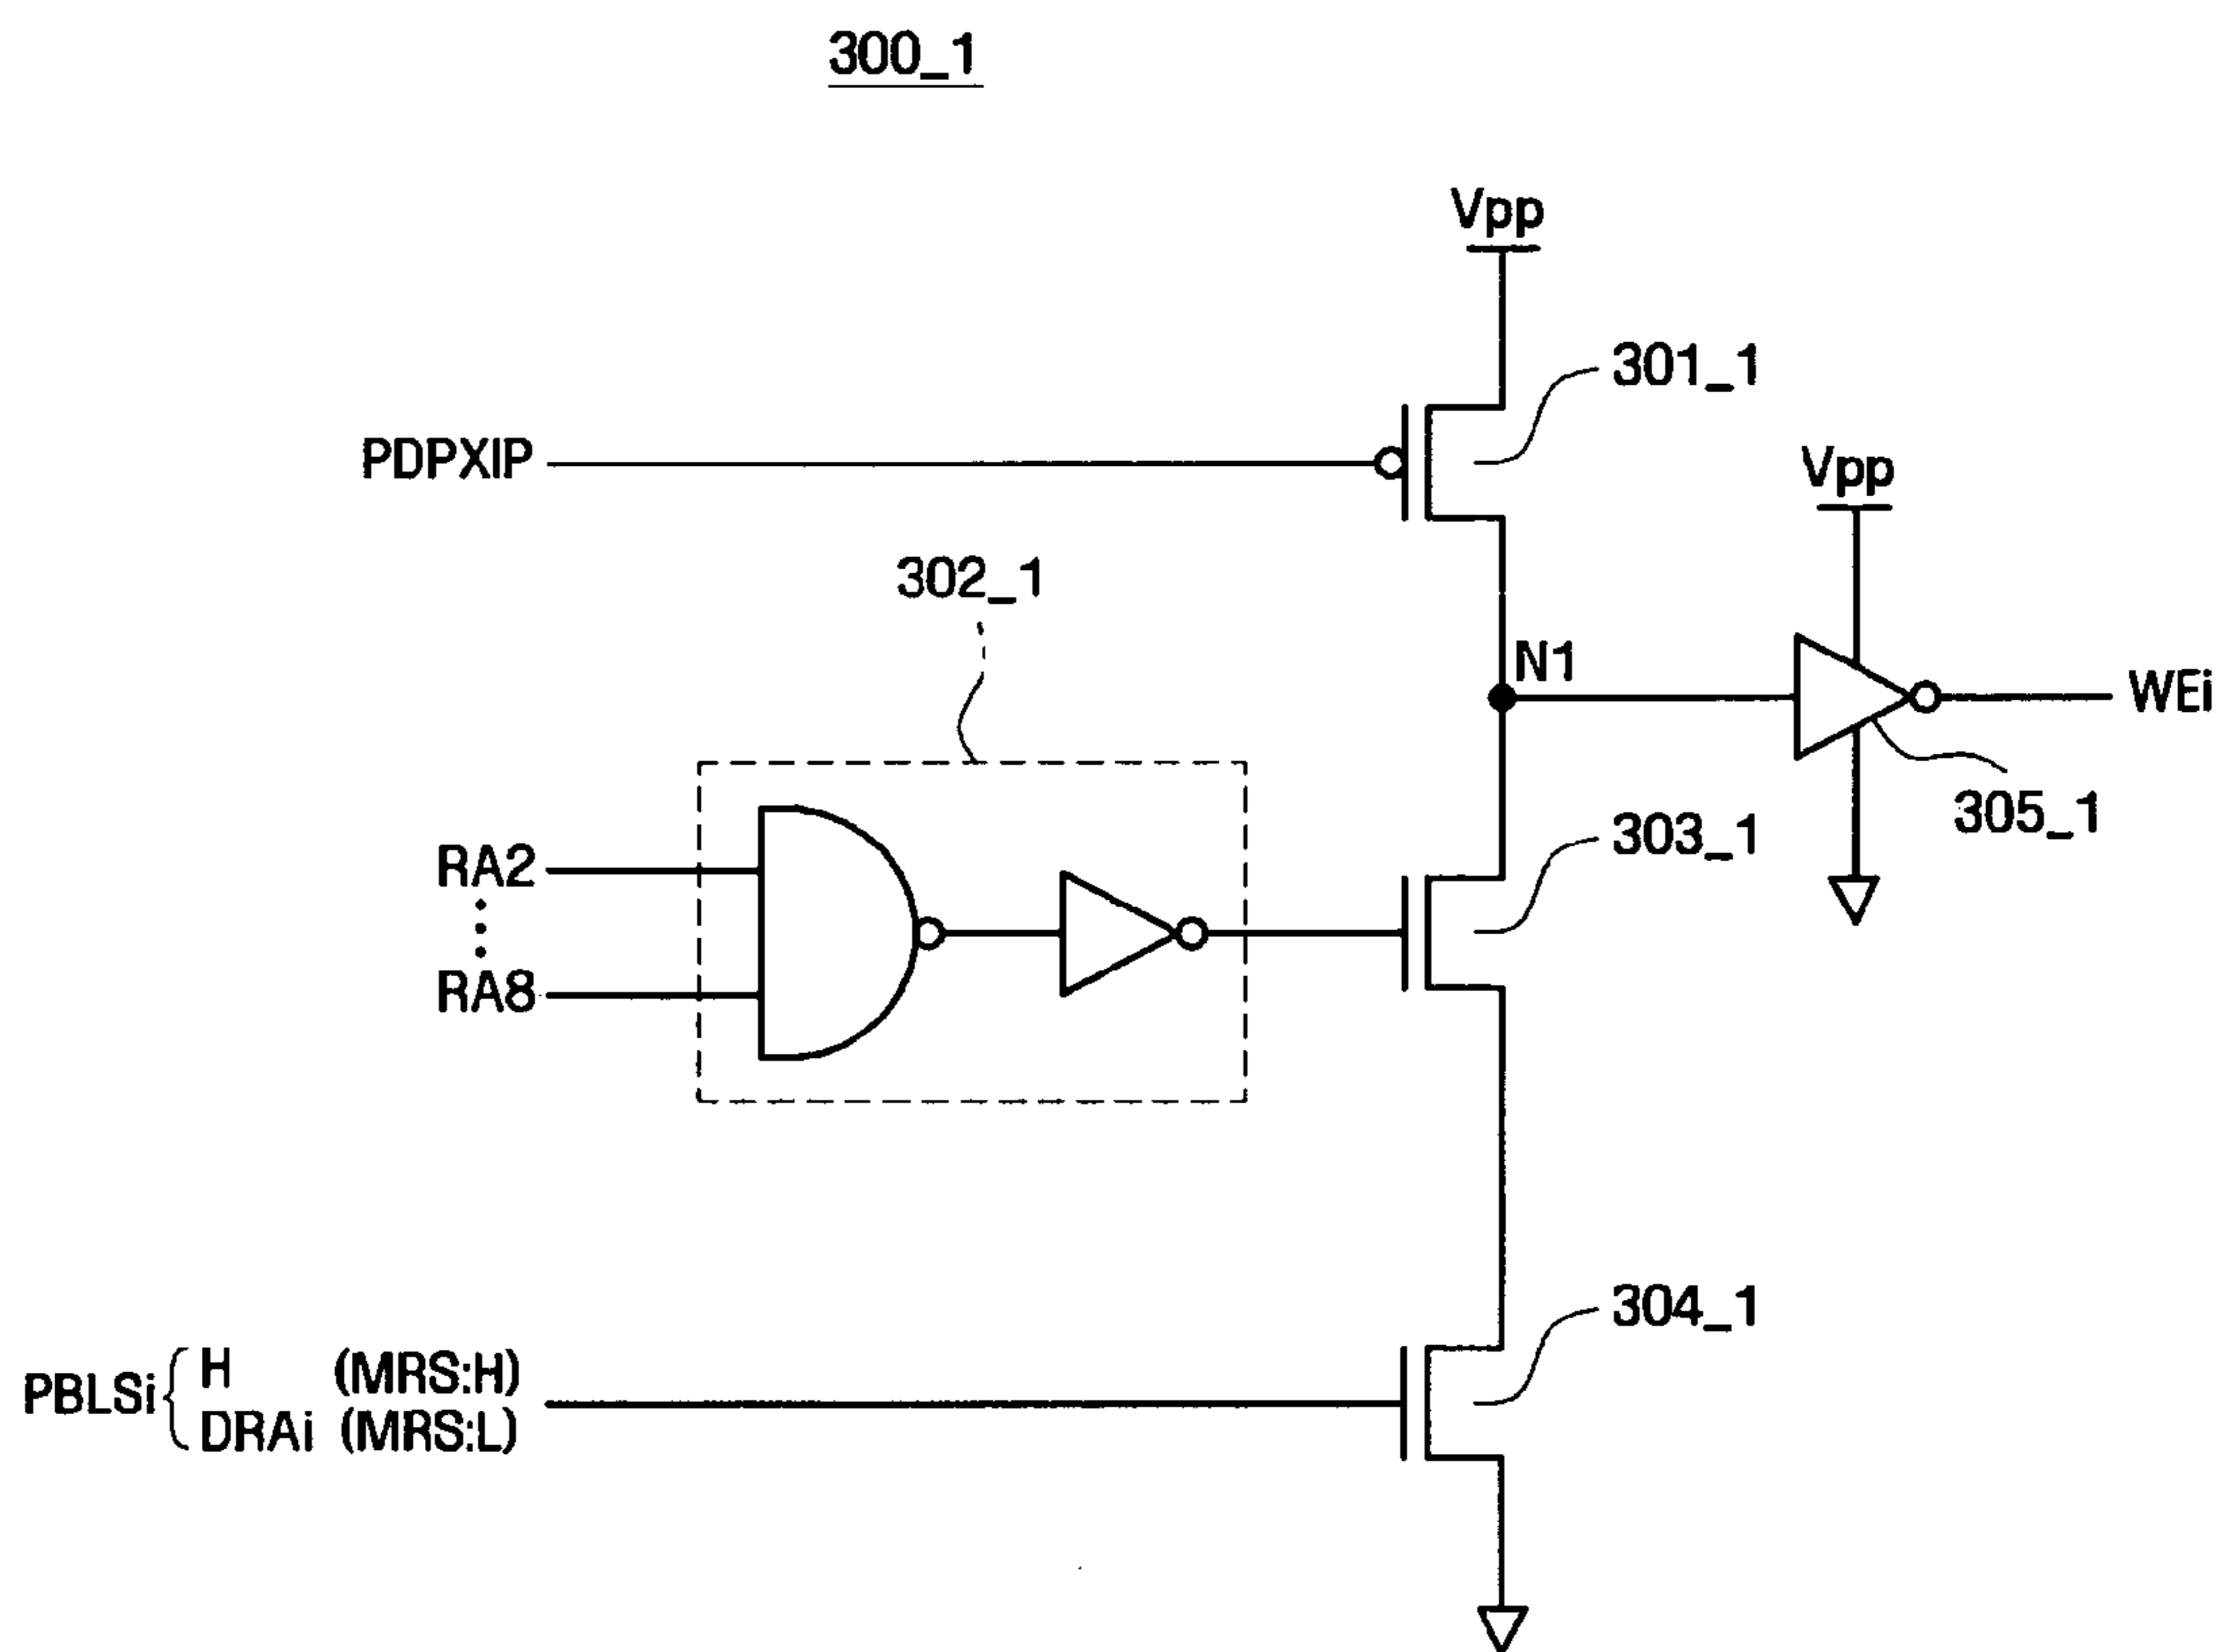 300_1
Vpp
301_1
PDPXIP
Vpp
302_1
N1
WEi
305_1
303_1
RA2
RA8
304_1
PBLSi { H (MRS:H)
DRAi (MRS:L)